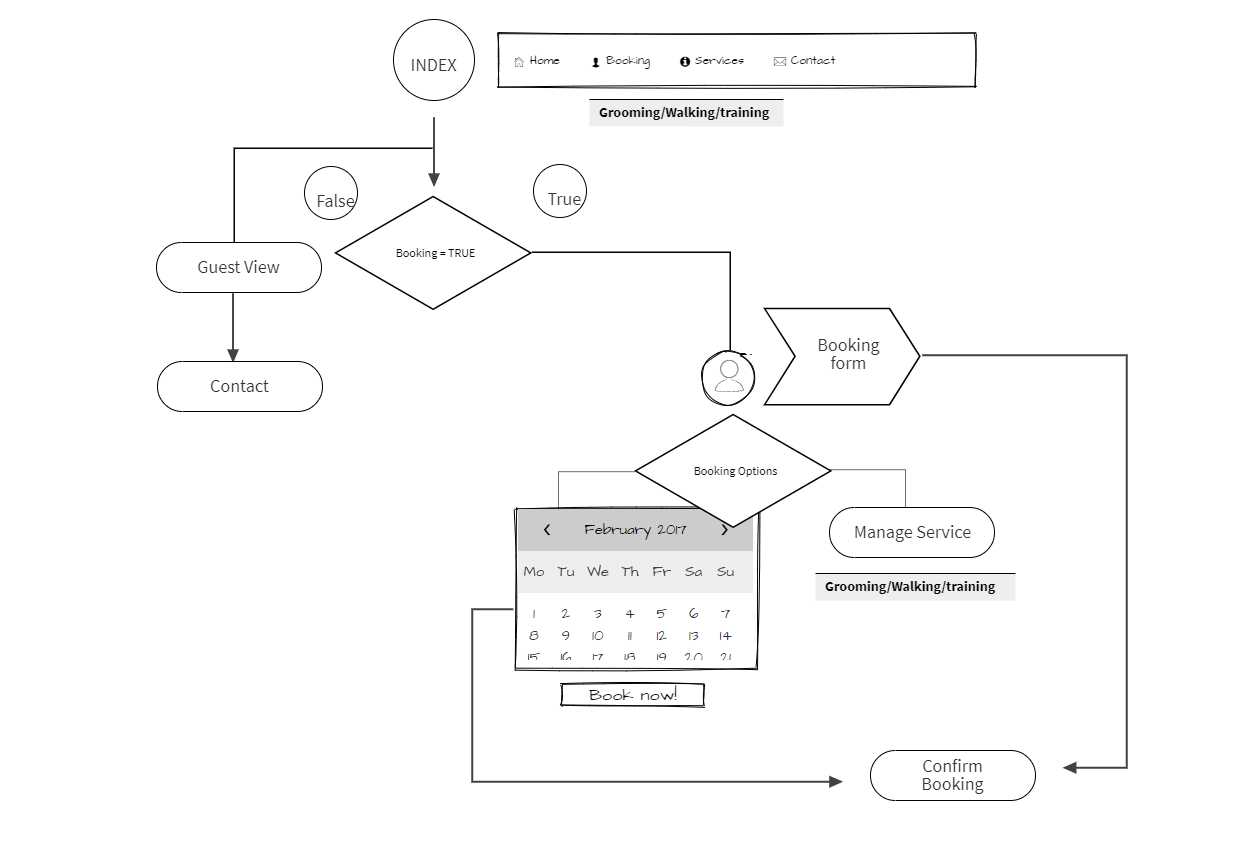 INDEX
Home Booking Services Contact
Grooming/Walking/training
False
True
Booking = TRUE
Guest View
Contact
Booking
form
Booking Options
February 2017
Mo Tu We Th Fr Sa Su
1 2 3 4 5 6 7
8 9 10 11 12 13 14
15 16 17 18 19 20 21
Manage Service
Grooming/Walking/training
Book now!
Confirm
Booking